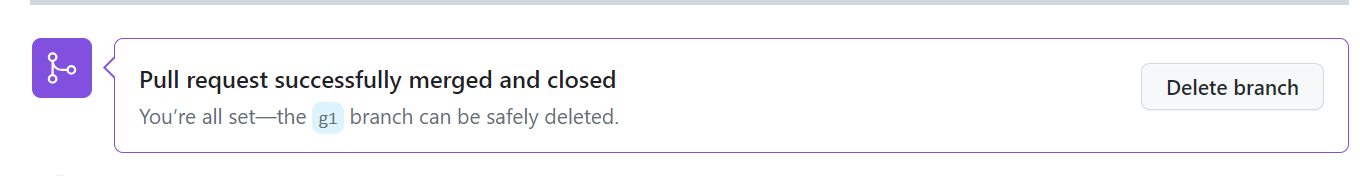 Pull request successfully merged and closed
Delete branch
You’re all set—the g1 branch can be safely deleted.